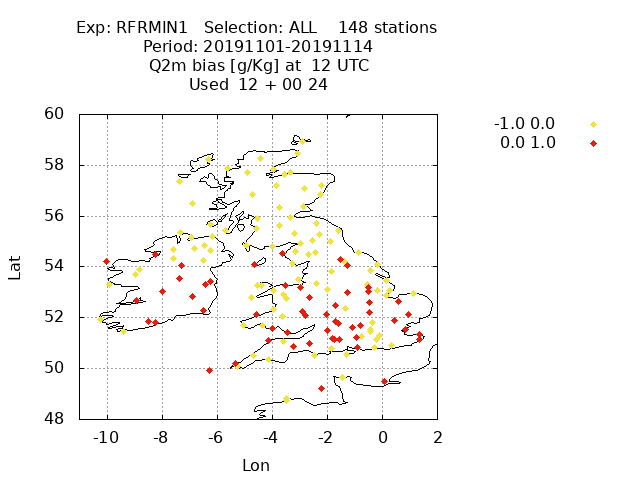 Exp: RFRMIN1 Selection: ALL 148 stations
Period: 20191101-20191114
Q2m bias [g/Kg] at 12 UTC
Used 12 + 00 24
-1.0 0.0
0.0 1.0
60
58
56
54
52
50
48
Lat
-10 -8 -6 -4 -2 0 2
Lon